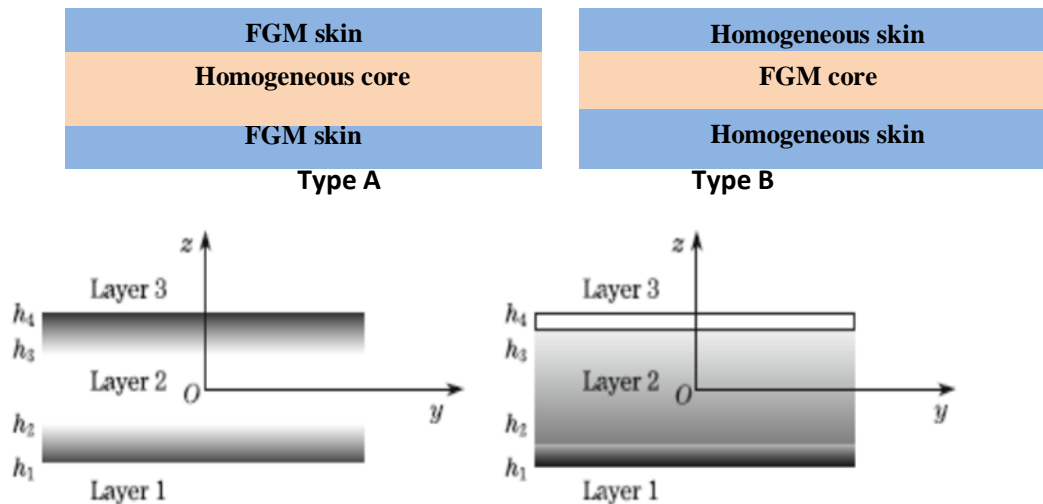 FGM skin
Homogeneous core
FGM skin
Type A
Homogeneous skin
FGM core
Homogeneous skin
Type B
z
Layer 3
h4
h3
Layer 2
O
y
h2
h1
Layer 1
z
Layer 3
h4
h3
Layer 2
O
y
h2
h1
Layer 1